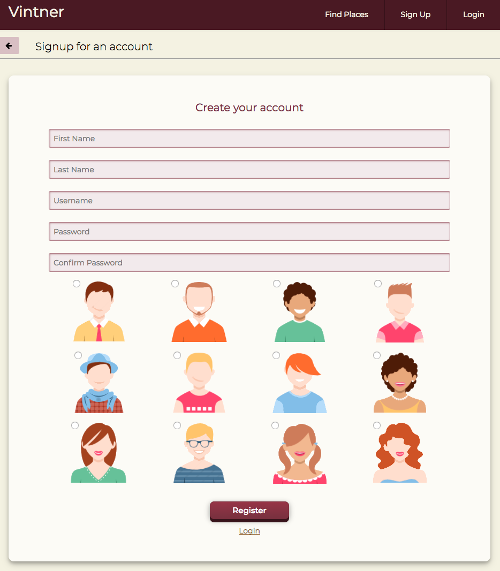 Vintner
Find Places
Sign Up
Login
Signup for an account
Create your account
First Name
Last Name
Username
Password
Confirm Password
Register
Login